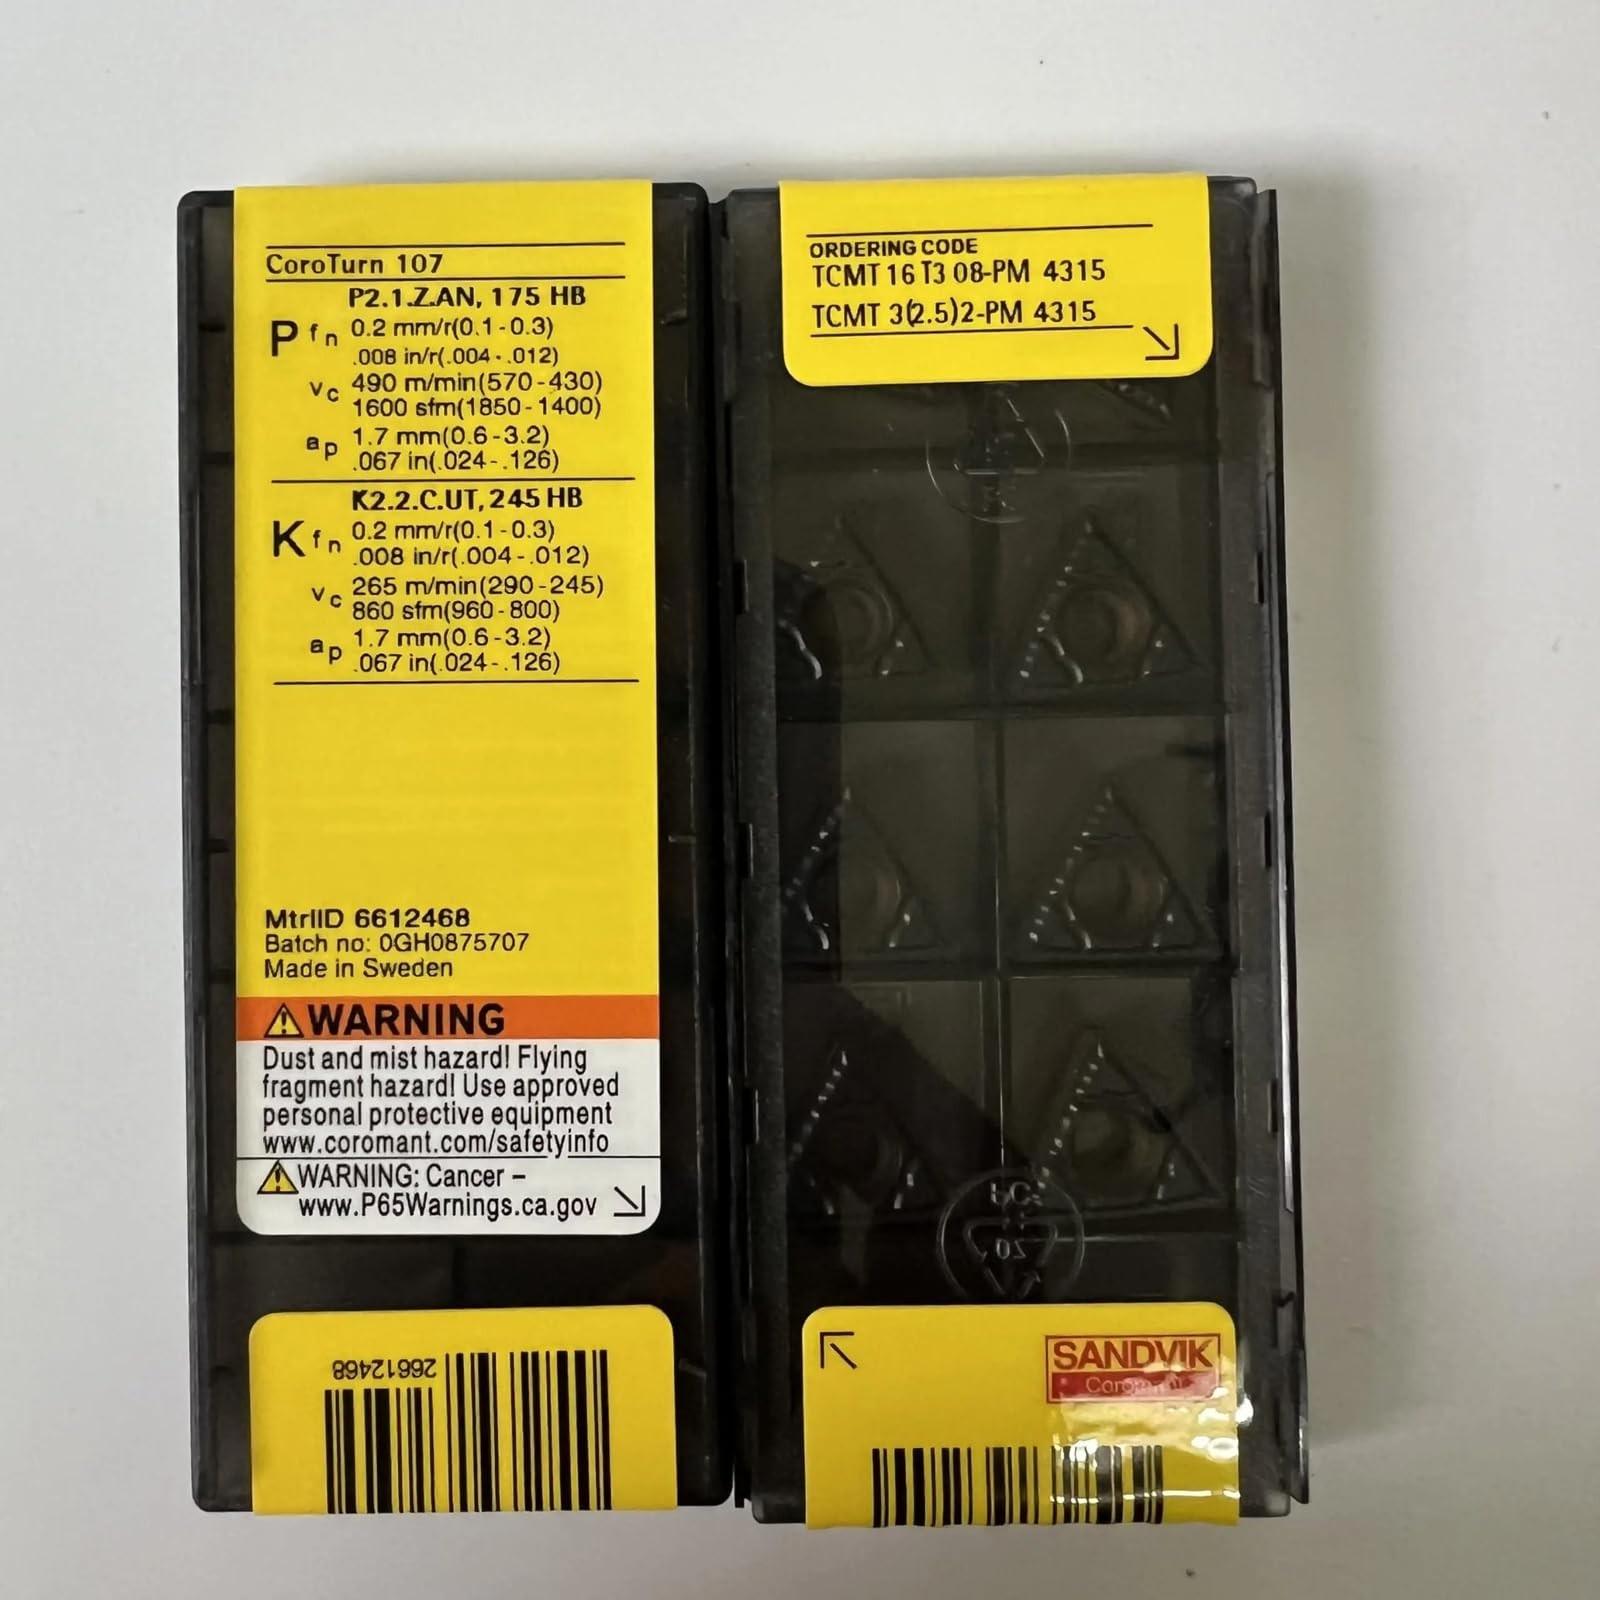 CoroTurn 107
P2.1.Z.AN, 175 HB
P fn 0.2 mm/r(0.1-0.3)
.008 in/r(.004-.012)
vc 490 m/min(570-430)
1600 sfm(1850-1400)
ap 1.7 mm(0.6-3.2)
.067 in(.024-.126)
K2.2.C.UT, 245 HB
K fn 0.2 mm/r(0.1-0.3)
.008 in/r(.004-.012)
vc 265 m/min(290-245)
860 sfm(960-800)
ap 1.7 mm(0.6-3.2)
.067 in(.024-.126)
MtrlID 6612468
Batch no: 0GH0875707
Made in Sweden
WARNING
Dust and mist hazard! Flying
fragment hazard! Use approved
personal protective equipment
www.coromant.com/safetyinfo
WARNING: Cancer –
www.P65Warnings.ca.gov
26612468
ORDERING CODE
TCMT 16 T3 08-PM 4315
TCMT 3(2.5)2-PM 4315
SANDVIK
Coromant